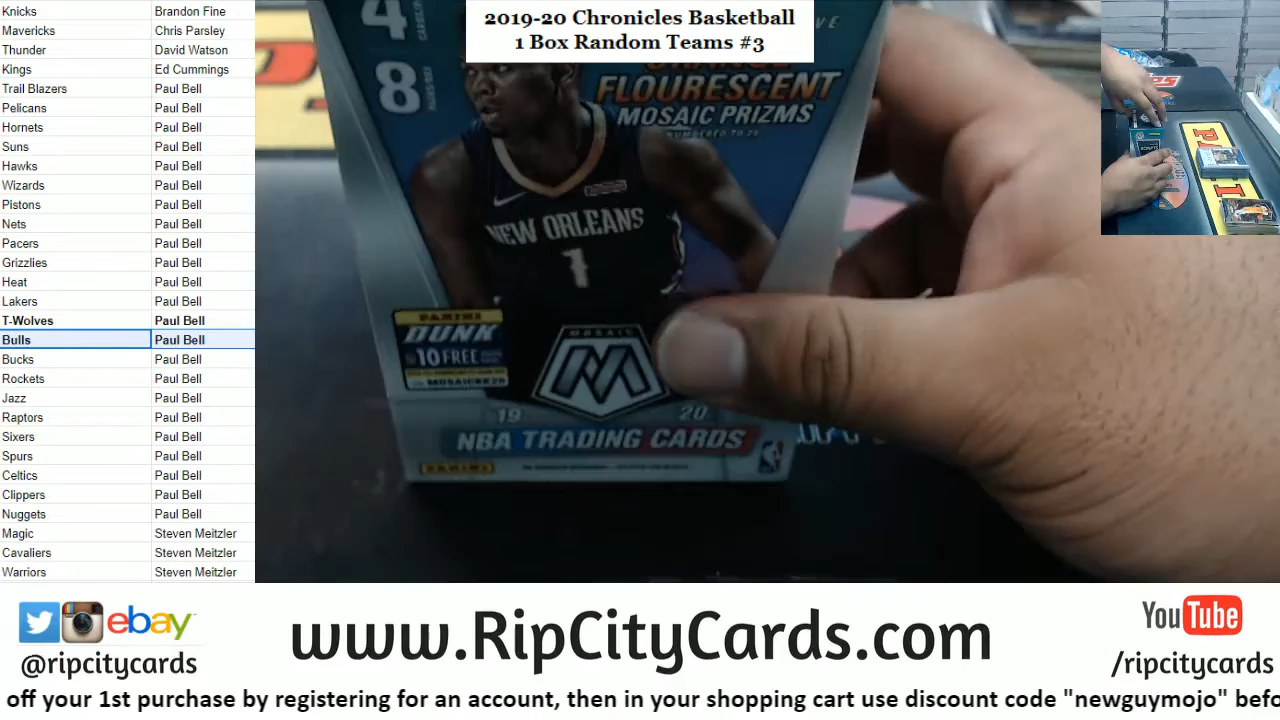 Knicks Brandon Fine
Mavericks Chris Parsley
Thunder David Watson
Kings Ed Cummings
Trail Blazers Paul Bell
Pelicans Paul Bell
Hornets Paul Bell
Suns Paul Bell
Hawks Paul Bell
Wizards Paul Bell
Pistons Paul Bell
Nets Paul Bell
Pacers Paul Bell
Grizzlies Paul Bell
Heat Paul Bell
Lakers Paul Bell
T-Wolves Paul Bell
Bulls Paul Bell
Bucks Paul Bell
Rockets Paul Bell
Jazz Paul Bell
Raptors Paul Bell
Sixers Paul Bell
Spurs Paul Bell
Celtics Paul Bell
Clippers Paul Bell
Nuggets Paul Bell
Magic Steven Meitzler
Cavaliers Steven Meitzler
Warriors Steven Meitzler
2019-20 Chronicles Basketball
1 Box Random Teams #3
4
8
FLOURESCENT
MOSAIC PRIZMS
NEW ORLEANS
1
PANINI
DUNK
10 FREE
MOSAIC
19 20
NBA TRADING CARDS
PANINI
ebay
@ripcitycards
www.RipCityCards.com
YouTube
/ripcitycards
off your 1st purchase by registering for an account, then in your shopping cart use discount code "newguymojo" befo